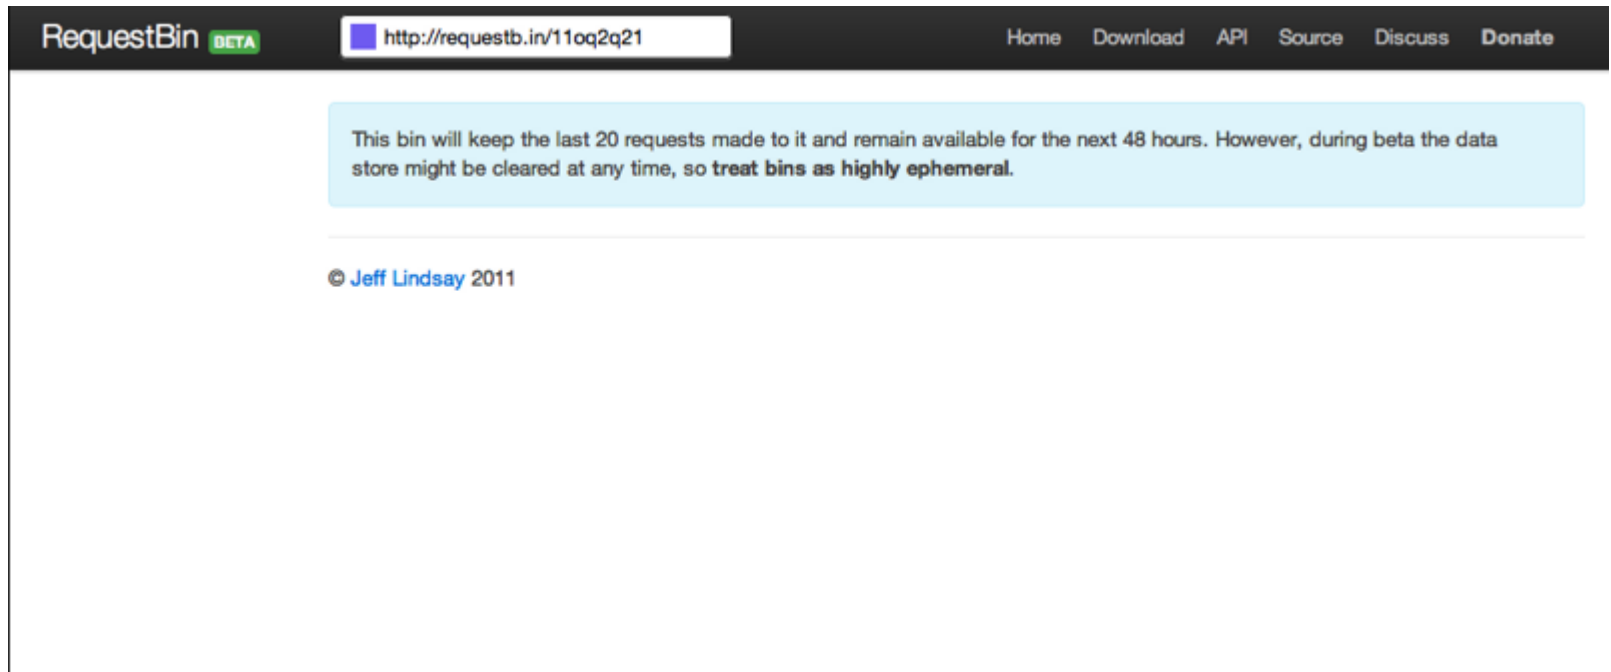 RequestBin BETA http://requestb.in/11oq2q21 Home Download API Source Discuss Donate
This bin will keep the last 20 requests made to it and remain available for the next 48 hours. However, during beta the data
store might be cleared at any time, so treat bins as highly ephemeral.
© Jeff Lindsay 2011